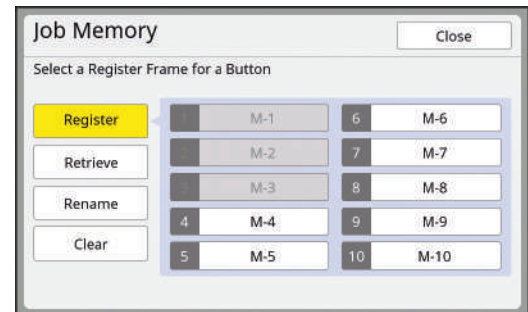 Job Memory
Close
Select a Register Frame for a Button
Register
Retrieve
Rename
Clear
1 M-1
2 M-2
3 M-3
4 M-4
5 M-5
6 M-6
7 M-7
8 M-8
9 M-9
10 M-10